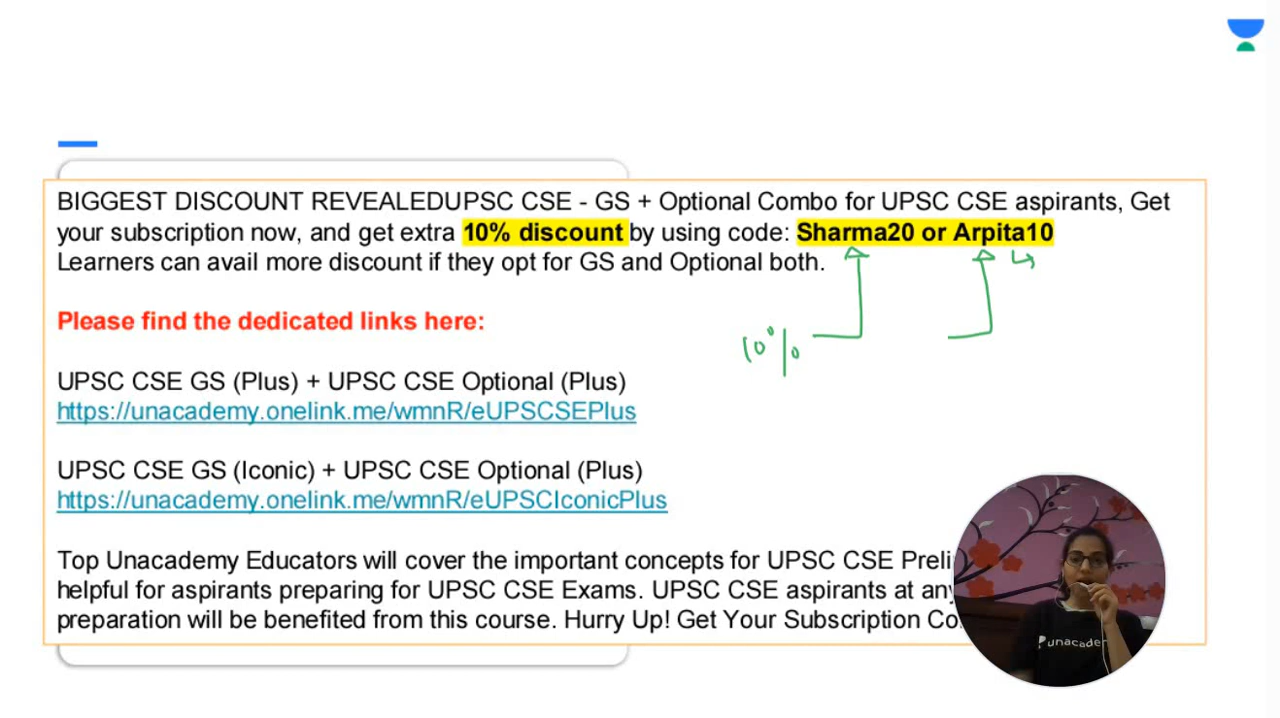 BIGGEST DISCOUNT REVEALEDUPSC CSE - GS + Optional Combo for UPSC CSE aspirants, Get
your subscription now, and get extra 10% discount by using code: Sharma20 or Arpita10
Learners can avail more discount if they opt for GS and Optional both.
Please find the dedicated links here:
10%
UPSC CSE GS (Plus) + UPSC CSE Optional (Plus)
https://unacademy.onelink.me/wmnR/eUPSCSEPlus
UPSC CSE GS (Iconic) + UPSC CSE Optional (Plus)
https://unacademy.onelink.me/wmnR/eUPSCIconicPlus
Top Unacademy Educators will cover the important concepts for UPSC CSE
helpful for aspirants preparing for UPSC CSE Exams. UPSC CSE aspirants at
preparation will be benefited from this course. Hurry Up! Get Your Subscription